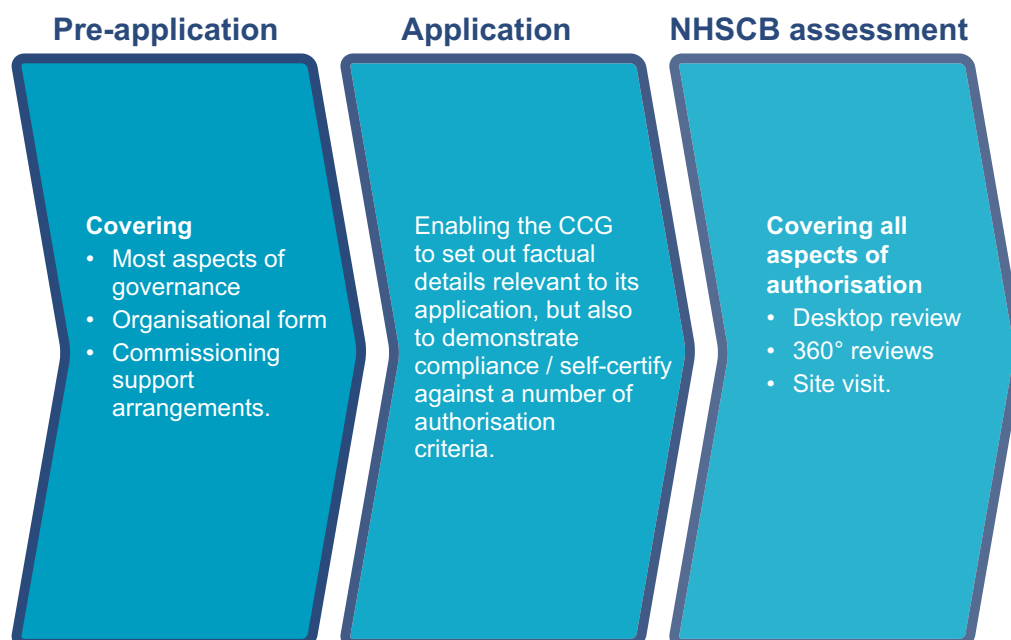 Pre-application
Covering
• Most aspects of
governance
• Organisational form
• Commissioning
support
arrangements.
Application
Enabling the CCG
to set out factual
details relevant to its
application, but also
to demonstrate
compliance / self-certify
against a number of
authorisation
criteria.
NHSCB assessment
Covering all
aspects of
authorisation
• Desktop review
• 360° reviews
• Site visit.